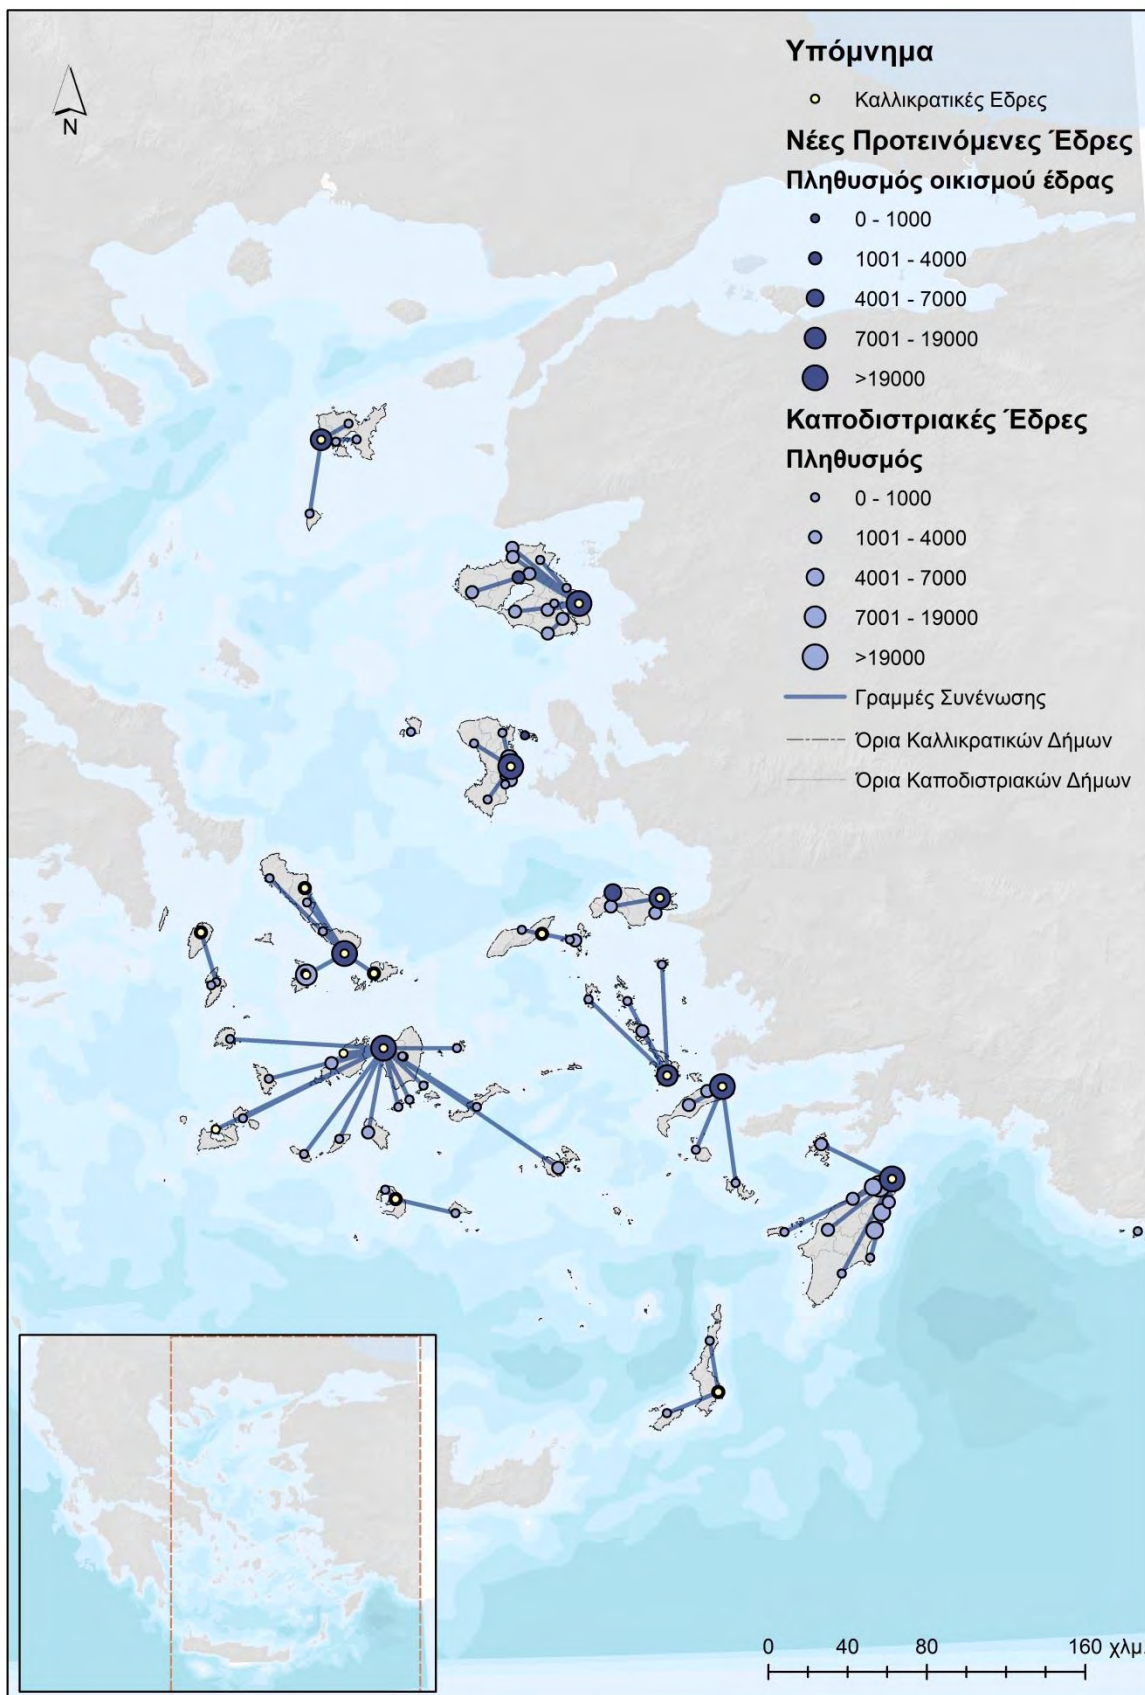 N
Υπόμνημα
Καλλικρατικές Εδρες
Νέες Προτεινόμενες Έδρες
Πληθυσμός οικισμού έδρας
0 - 1000
1001 - 4000
4001 - 7000
7001 - 19000
>19000
Καποδιστριακές Έδρες
Πληθυσμός
0 - 1000
1001 - 4000
4001 - 7000
7001 - 19000
>19000
Γραμμές Συνένωσης
Όρια Καλλικρατικών Δήμων
Όρια Καποδιστριακών Δήμων
0 40 80 160 χλμ.